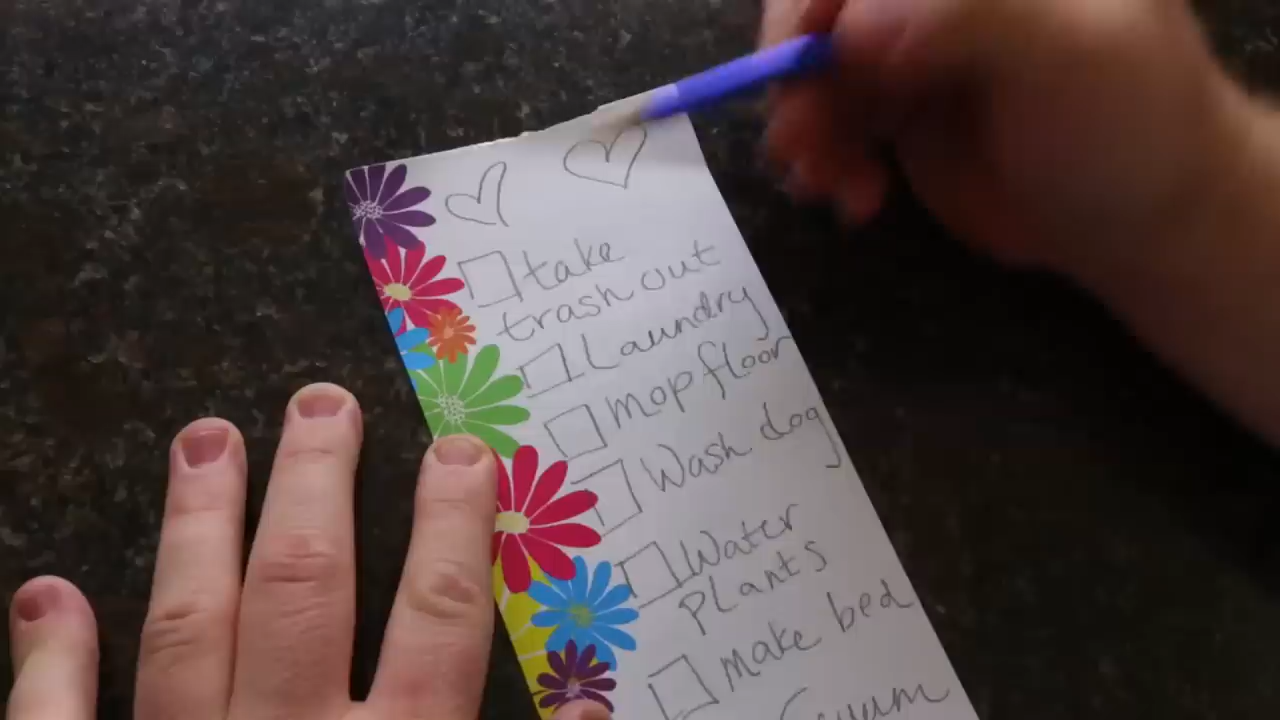 take
trash out
Laundry
mop floor
Wash dog
Water
Plants
make bed